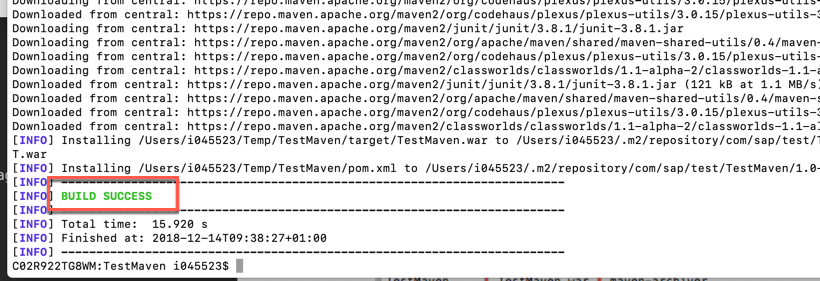 Downloading from central: https://repo.maven.apache.org/maven2/org/codehaus/plexus/plexus-utils/3.0.15/plexus-utils-3
Downloaded from central: https://repo.maven.apache.org/maven2/org/codehaus/plexus/plexus-utils/3.0.15/plexus-utils-3
Downloading from central: https://repo.maven.apache.org/maven2/junit/junit/3.8.1/junit-3.8.1.jar
Downloading from central: https://repo.maven.apache.org/maven2/org/apache/maven/shared/maven-shared-utils/0.4/maven-
Downloading from central: https://repo.maven.apache.org/maven2/org/codehaus/plexus/plexus-utils/3.0.15/plexus-utils-3
Downloading from central: https://repo.maven.apache.org/maven2/classworlds/classworlds/1.1-alpha-2/classworlds-1.1-a
Downloaded from central: https://repo.maven.apache.org/maven2/junit/junit/3.8.1/junit-3.8.1.jar (121 kB at 1.1 MB/s)
Downloaded from central: https://repo.maven.apache.org/maven2/org/apache/maven/shared/maven-shared-utils/0.4/maven-s
Downloaded from central: https://repo.maven.apache.org/maven2/org/codehaus/plexus/plexus-utils/3.0.15/plexus-utils-3
Downloaded from central: https://repo.maven.apache.org/maven2/classworlds/classworlds/1.1-alpha-2/classworlds-1.1-al
[INFO] Installing /Users/i045523/Temp/TestMaven/target/TestMaven.war to /Users/i045523/.m2/repository/com/sap/test/T
T.war
[INFO] Installing /Users/i045523/Temp/TestMaven/pom.xml to /Users/i045523/.m2/repository/com/sap/test/TestMaven/1.0-
[INFO] ------------------------------------------------------------------------
[INFO] BUILD SUCCESS
[INFO] ------------------------------------------------------------------------
[INFO] Total time:  15.920 s
[INFO] Finished at: 2018-12-14T09:38:27+01:00
[INFO] ------------------------------------------------------------------------
C02R922TG8WM:TestMaven i045523$
TestMaven TestMaven.war maven-archiver